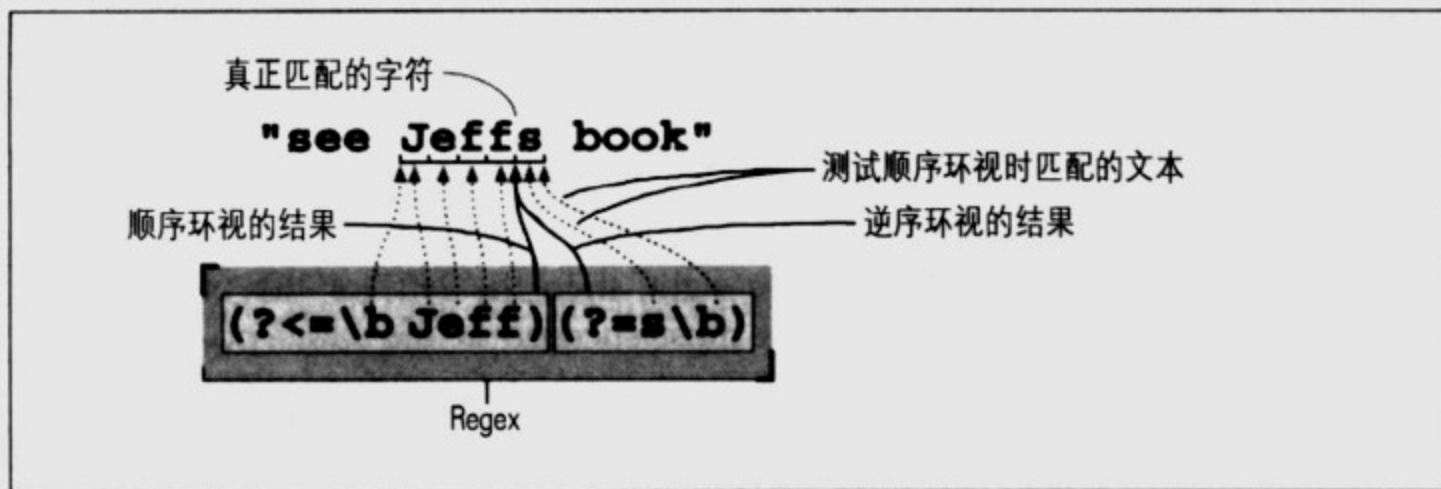 真正匹配的字符
"see Jeffs book"
测试顺序环视时匹配的文本
顺序环视的结果
逆序环视的结果
(?<=\b Jeff)(?=s\b)
Regex